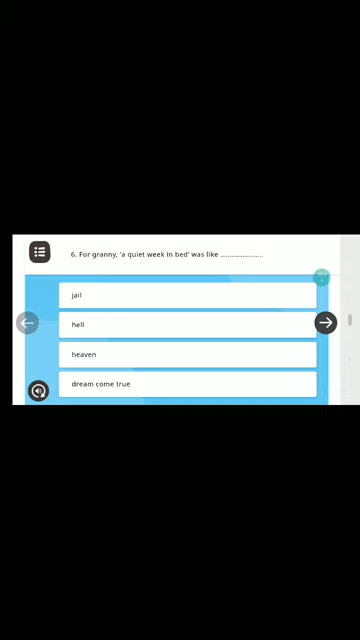 6. For granny, 'a quiet week in bed' was like .....................
jail
hell
heaven
dream come true